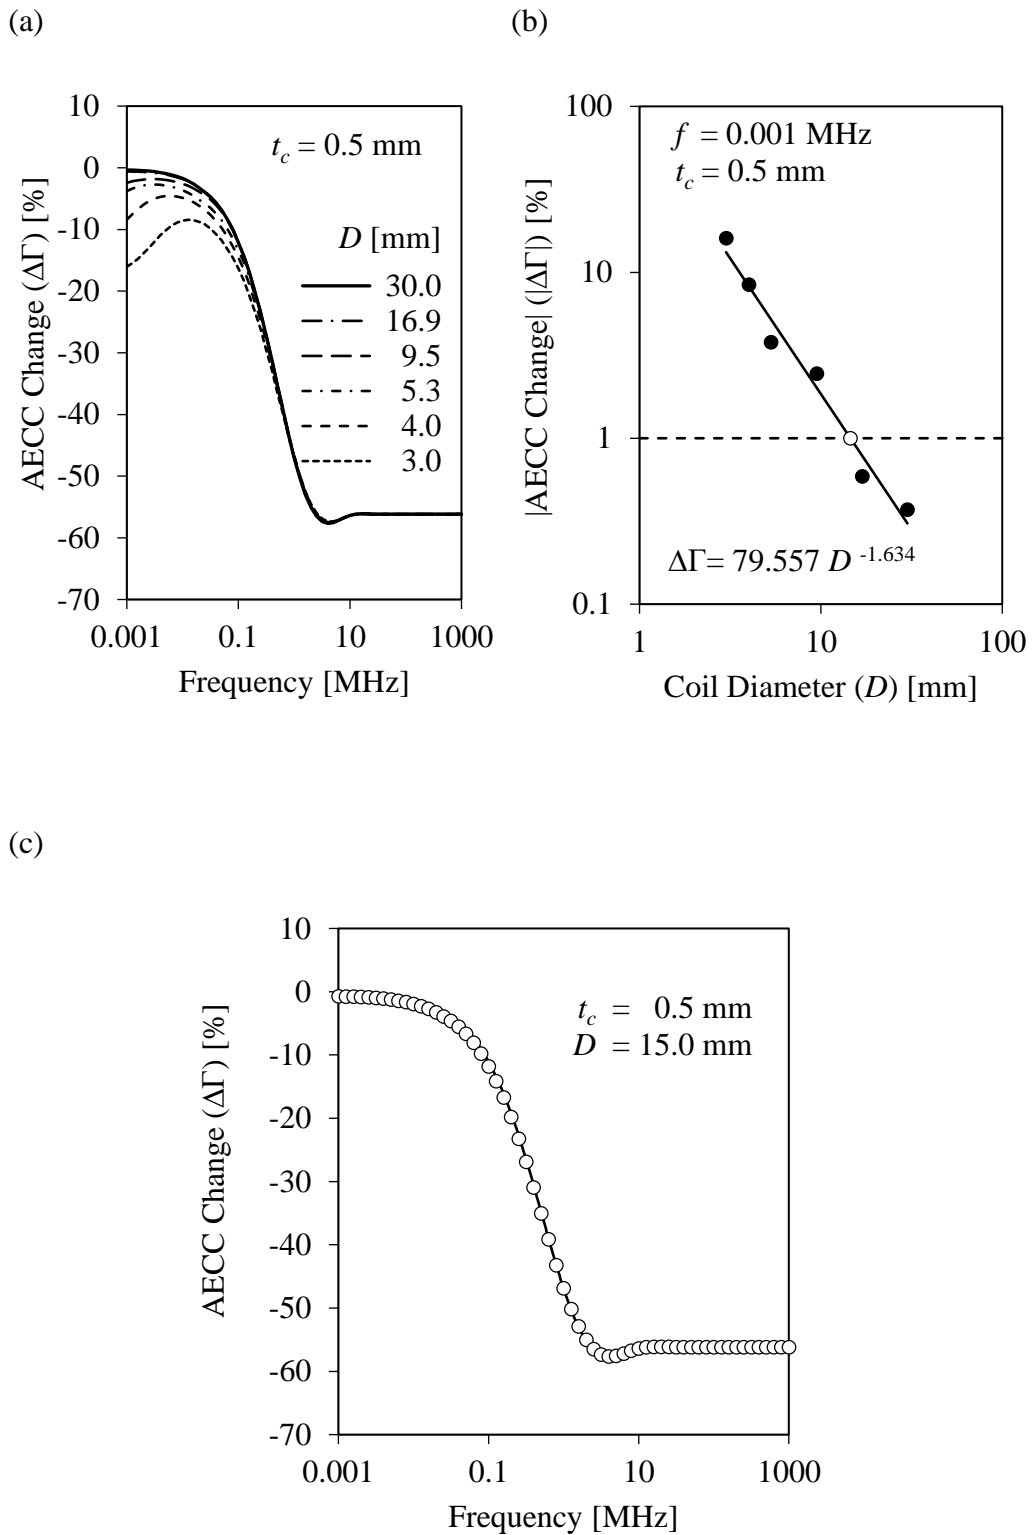 (a)
10
0
-10
-20
-30
-40
-50
-60
-70
0.001
0.1
10
1000
AECC Change (ΔΓ) [%]
Frequency [MHz]
t_c = 0.5 mm
D [mm]
30.0
16.9
9.5
5.3
4.0
3.0
(b)
100
10
1
0.1
1
10
100
|AECC Change| (|ΔΓ|) [%]
Coil Diameter (D) [mm]
f = 0.001 MHz
t_c = 0.5 mm
ΔΓ= 79.557 D ^-1.634
(c)
10
0
-10
-20
-30
-40
-50
-60
-70
0.001
0.1
10
1000
AECC Change (ΔΓ) [%]
Frequency [MHz]
t_c = 0.5 mm
D = 15.0 mm